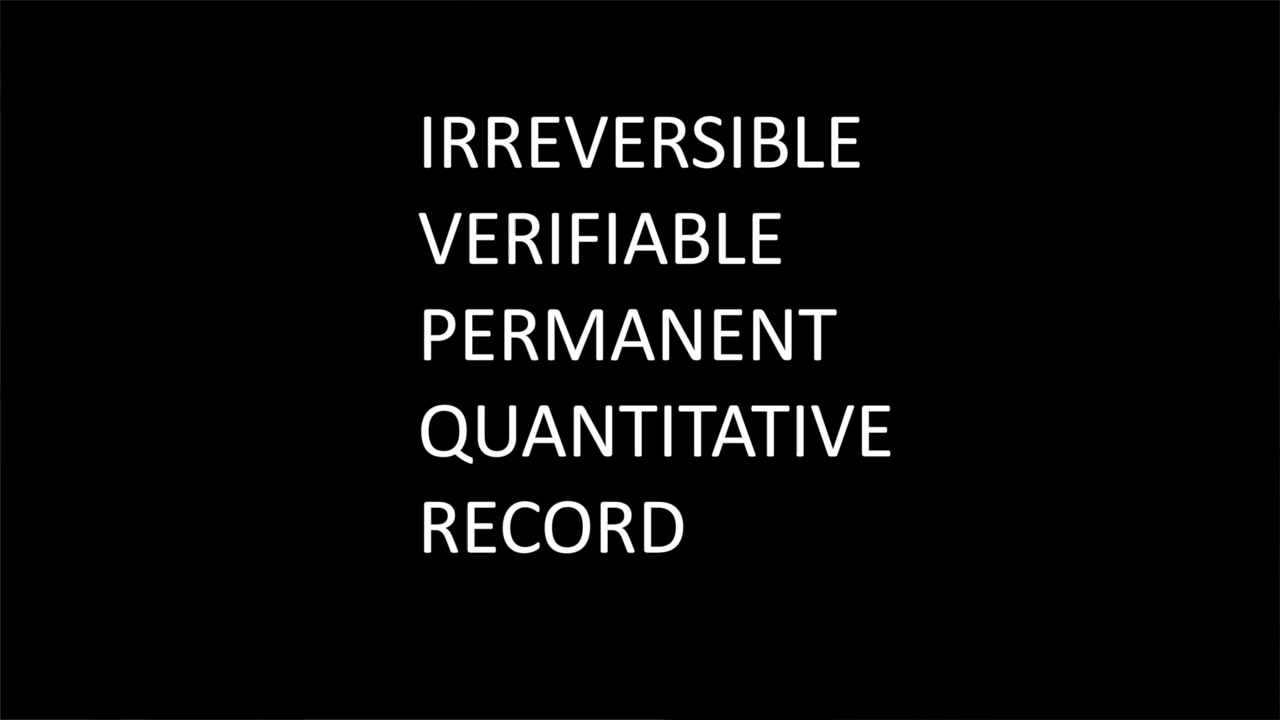 IRREVERSIBLE
VERIFIABLE
PERMANENT
QUANTITATIVE
RECORD